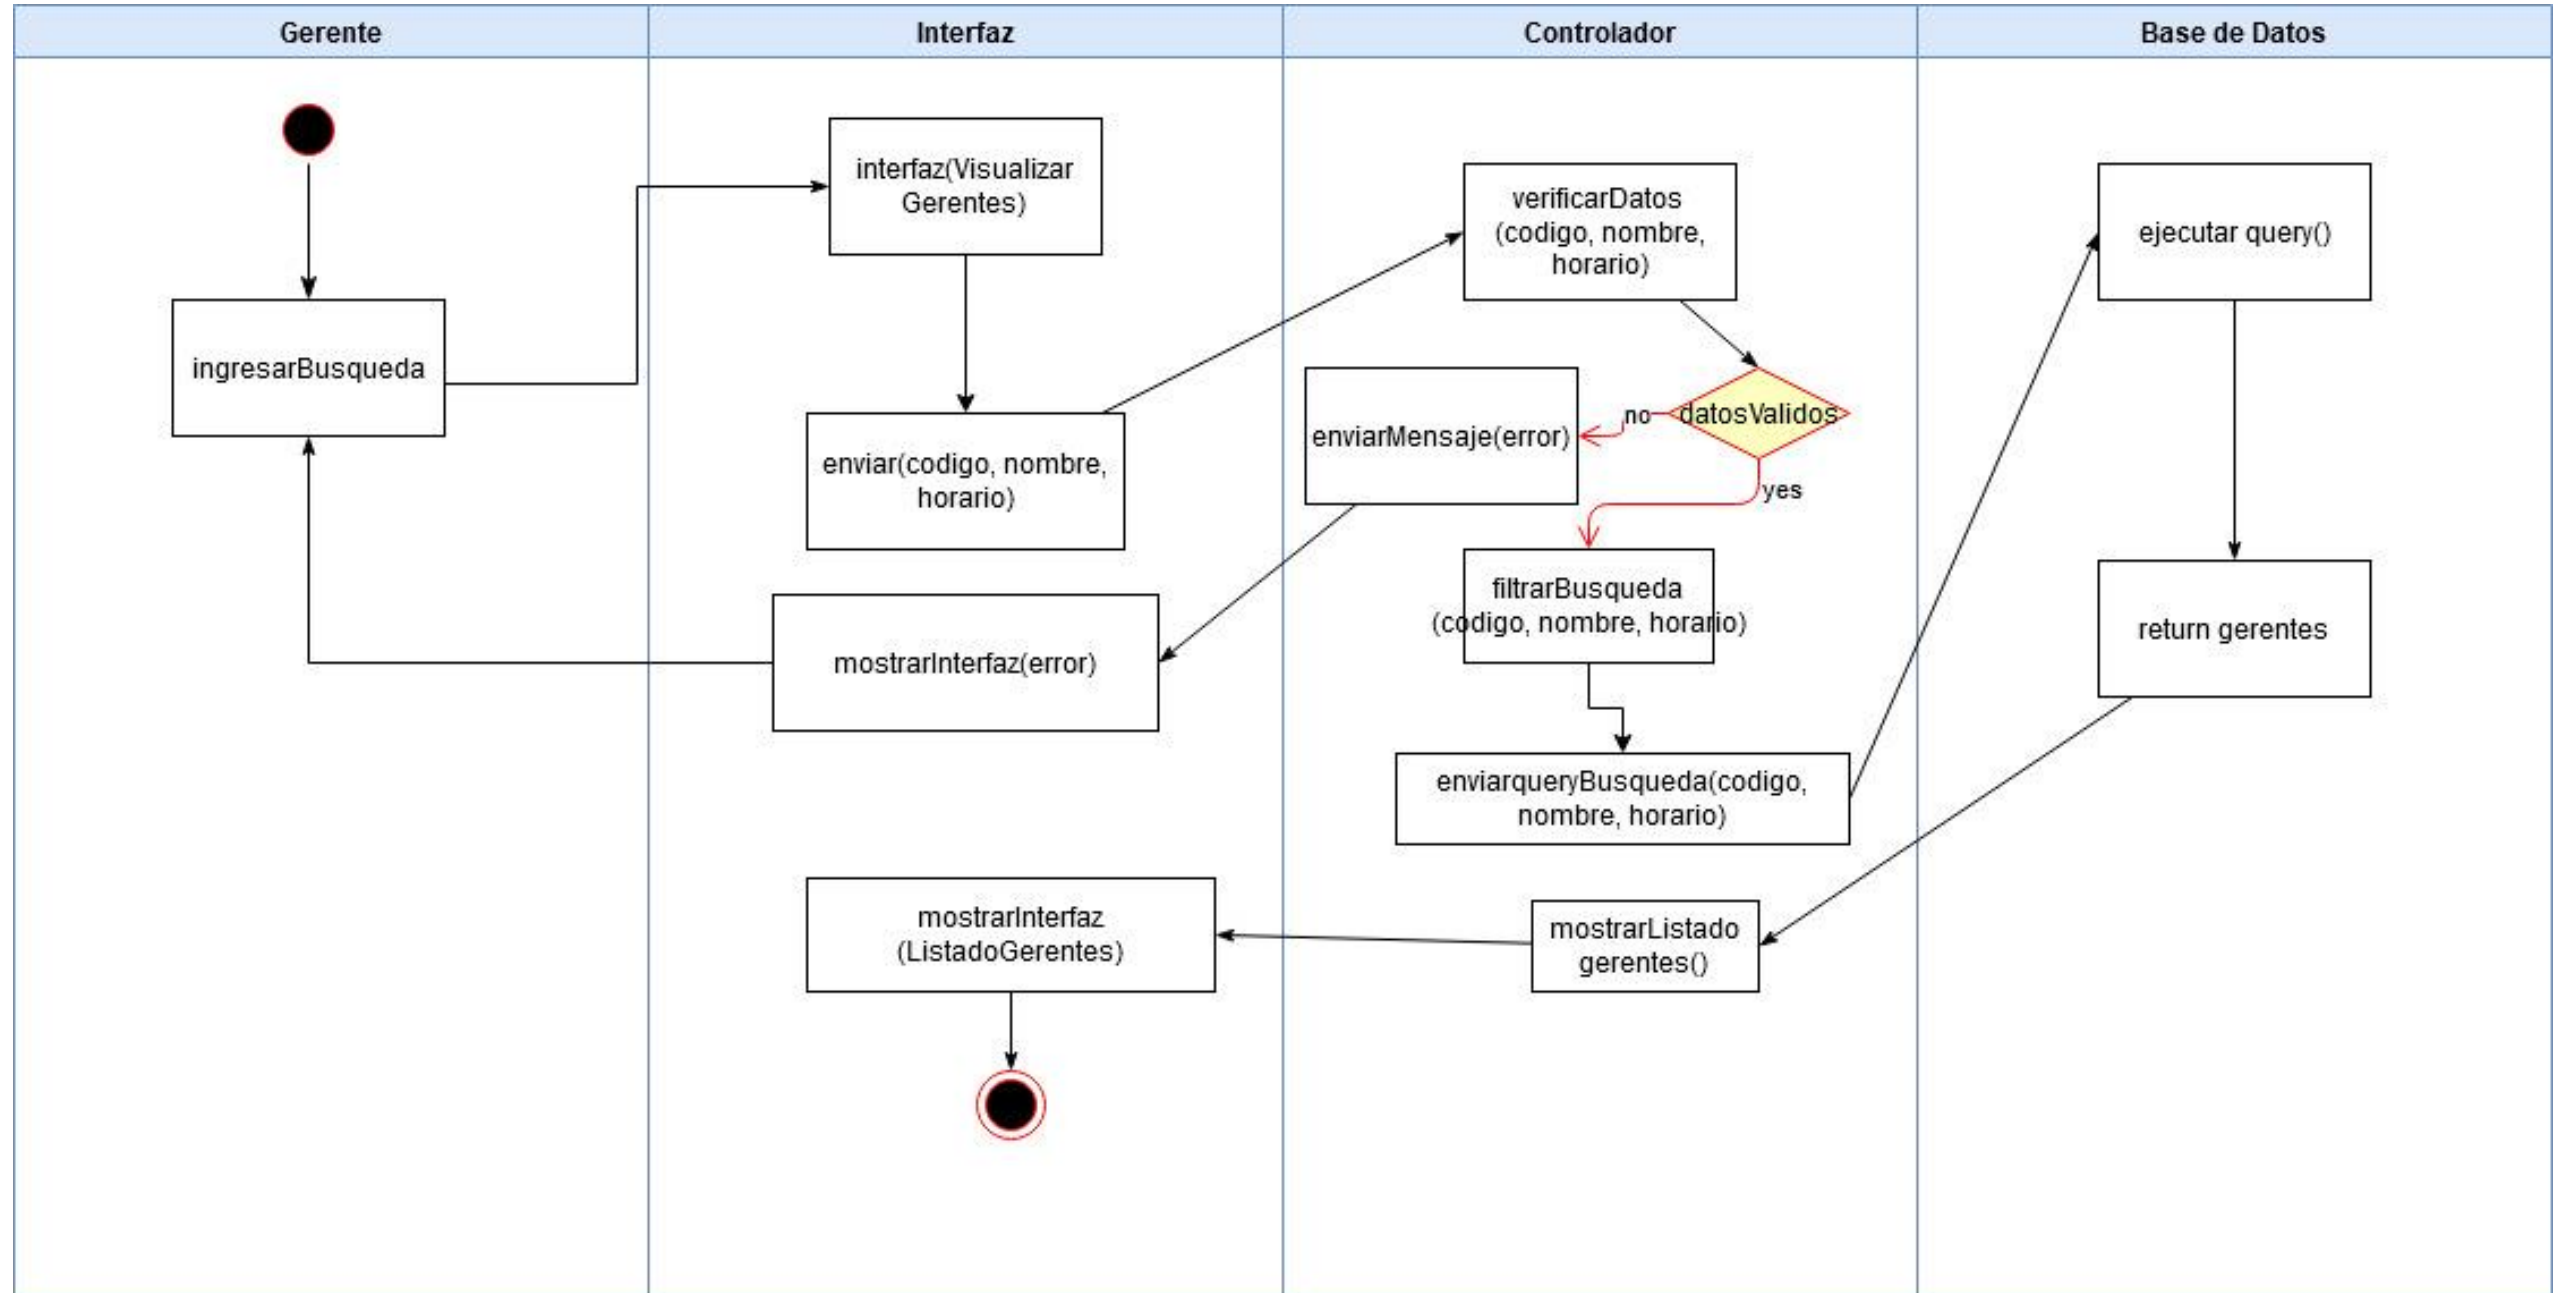 Gerente
Interfaz
Controlador
Base de Datos
ingresarBusqueda
interfaz(Visualizar
Gerentes)
enviar(codigo, nombre,
horario)
mostrarInterfaz(error)
mostrarInterfaz
(ListadoGerentes)
verificarDatos
(codigo, nombre,
horario)
datosValidos
no
yes
enviarMensaje(error)
filtrarBusqueda
(codigo, nombre, horario)
enviarqueryBusqueda(codigo,
nombre, horario)
mostrarListado
gerentes()
ejecutar query()
return gerentes